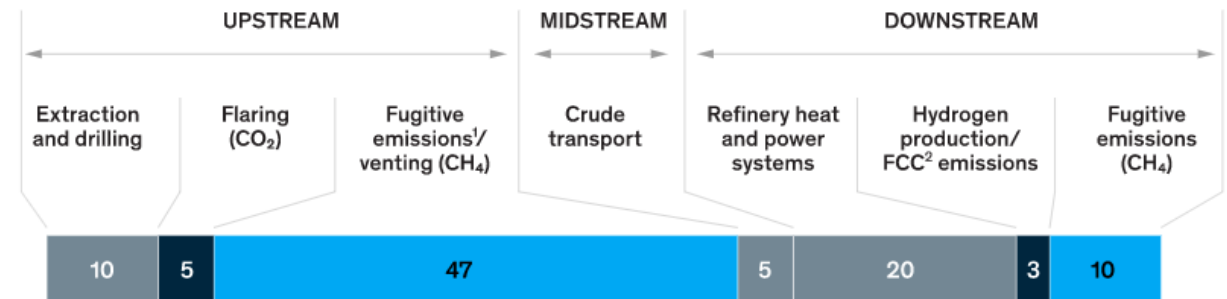 UPSTREAM
MIDSTREAM
DOWNSTREAM
Extraction
and drilling
Flaring
(CO₂)
Fugitive
emissions¹/
venting (CH₄)
Crude
transport
Refinery heat
and power
systems
Hydrogen
production/
FCC² emissions
Fugitive
emissions
(CH₄)
10
5
47
5
20
3
10